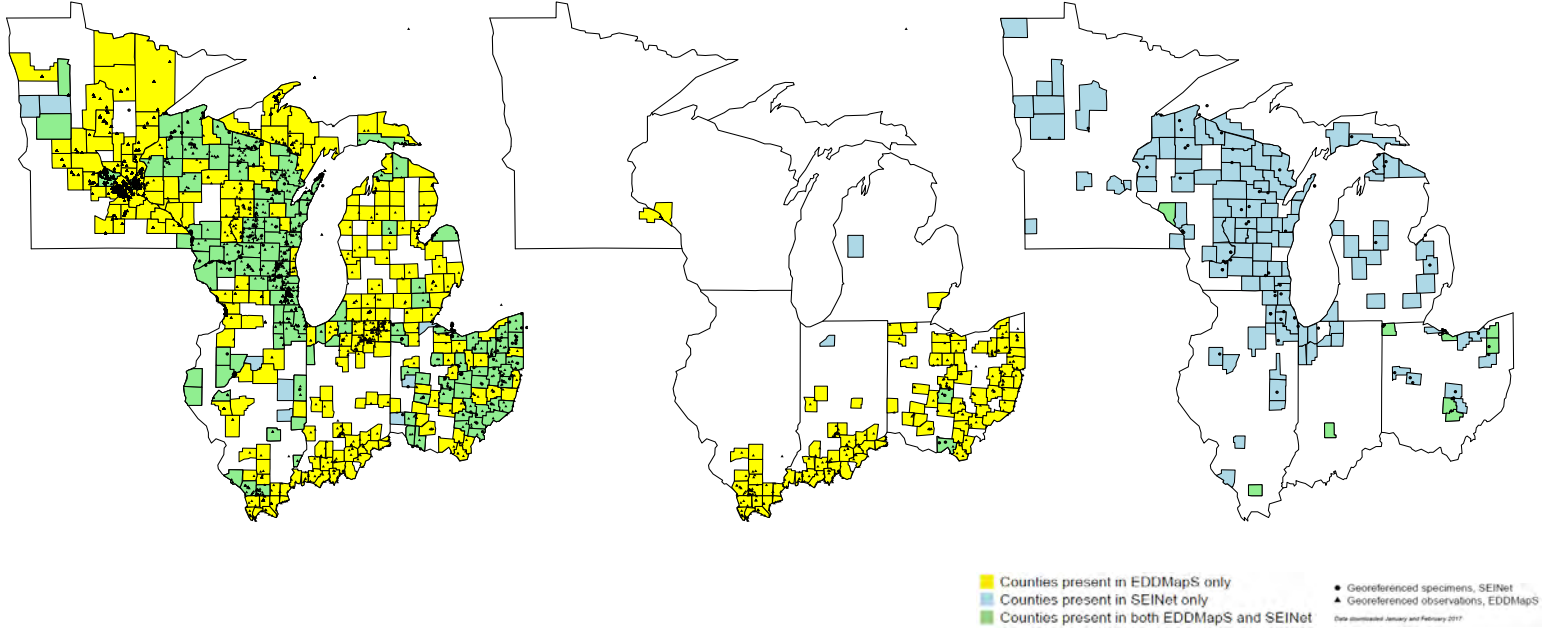 Counties present in EDDMapS only
Counties present in SEINet only
Counties present in both EDDMapS and SEINet
Georeferenced specimens, SEINet
Georeferenced observations, EDDMapS
Data downloaded January and February 2017